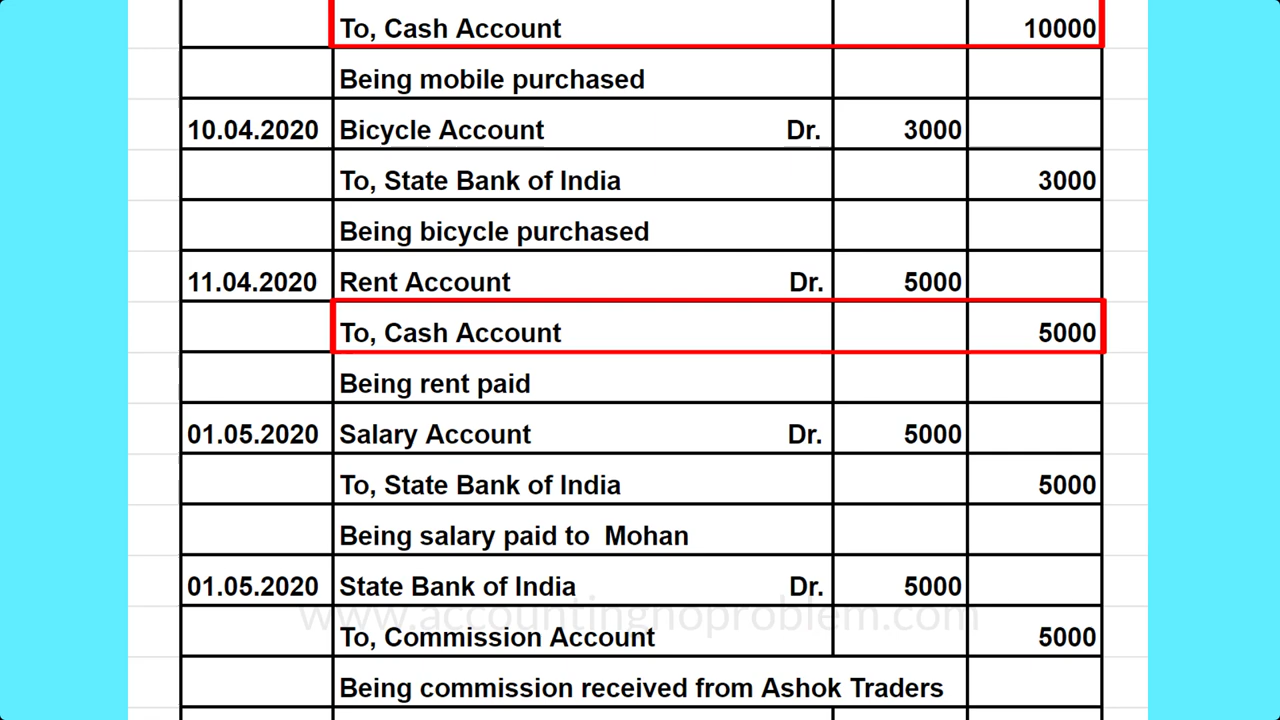 To, Cash Account 10000
Being mobile purchased
10.04.2020 Bicycle Account Dr. 3000
To, State Bank of India 3000
Being bicycle purchased
11.04.2020 Rent Account Dr. 5000
To, Cash Account 5000
Being rent paid
01.05.2020 Salary Account Dr. 5000
To, State Bank of India 5000
Being salary paid to Mohan
01.05.2020 State Bank of India Dr. 5000
www.accountingnoproblem.com
To, Commission Account 5000
Being commission received from Ashok Traders